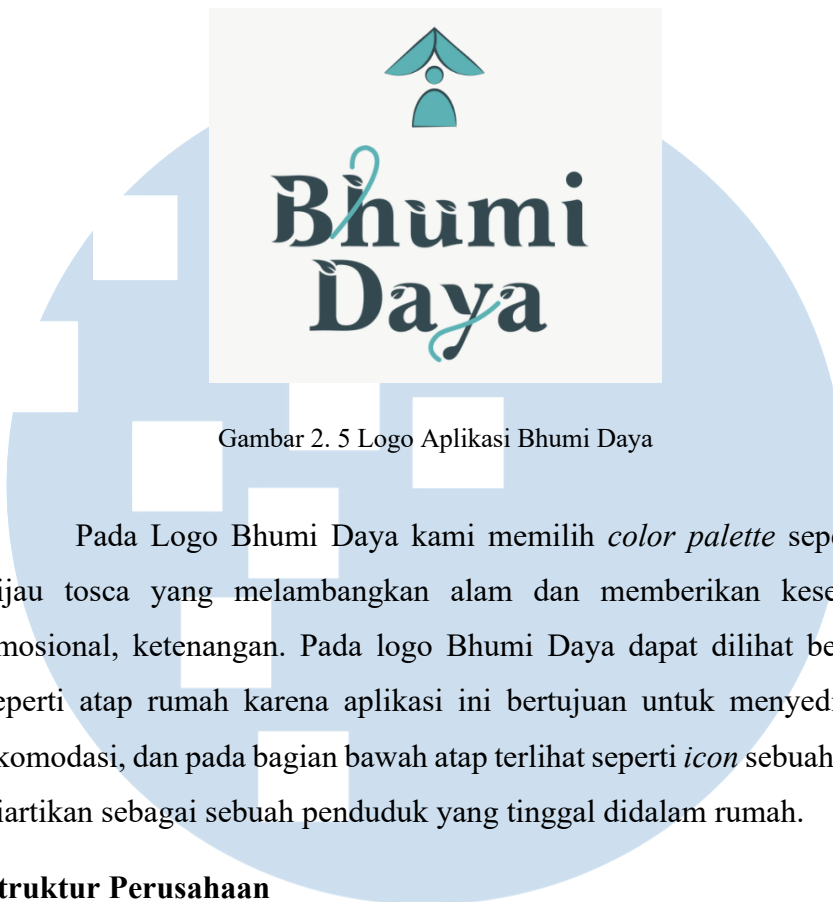 Bhumi
Daya
Gambar 2. 5 Logo Aplikasi Bhumi Daya
Pada Logo Bhumi Daya kami memilih color palette sepe
ijau tosca yang melambangkan alam dan memberikan kese
mosional, ketenangan. Pada logo Bhumi Daya dapat dilihat be
eperti atap rumah karena aplikasi ini bertujuan untuk menyedi
komodasi, dan pada bagian bawah atap terlihat seperti icon sebuah
iartikan sebagai sebuah penduduk yang tinggal didalam rumah.
truktur Perusahaan